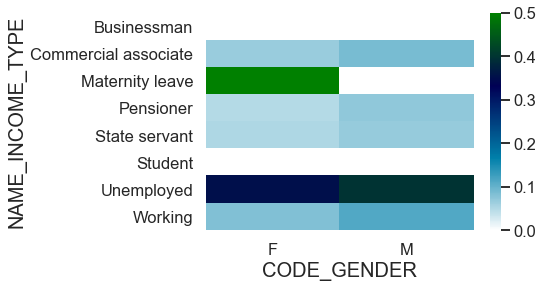 NAME_INCOME_TYPE
Businessman
Commercial associate
Maternity leave
Pensioner
State servant
Student
Unemployed
Working
F M
CODE_GENDER
0.5
0.4
0.3
0.2
0.1
0.0